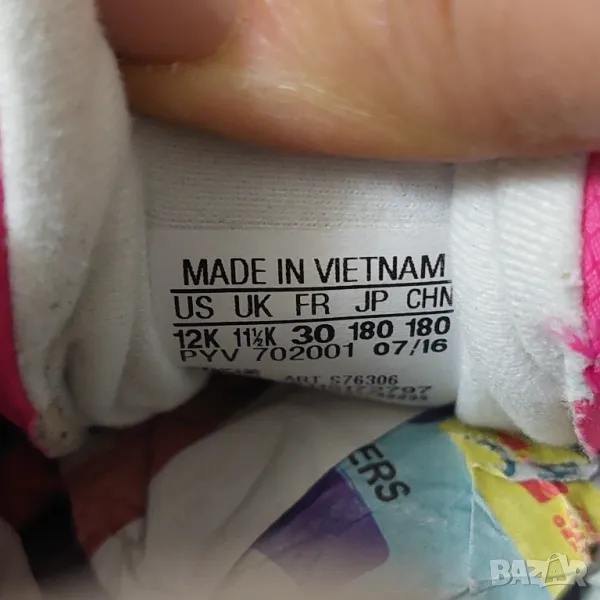 MADE IN VIETNAM
US UK FR JP CHN
12K 11½K 30 180 180
PYV 702001 07/16
ART S76306
ERS
BAZAR